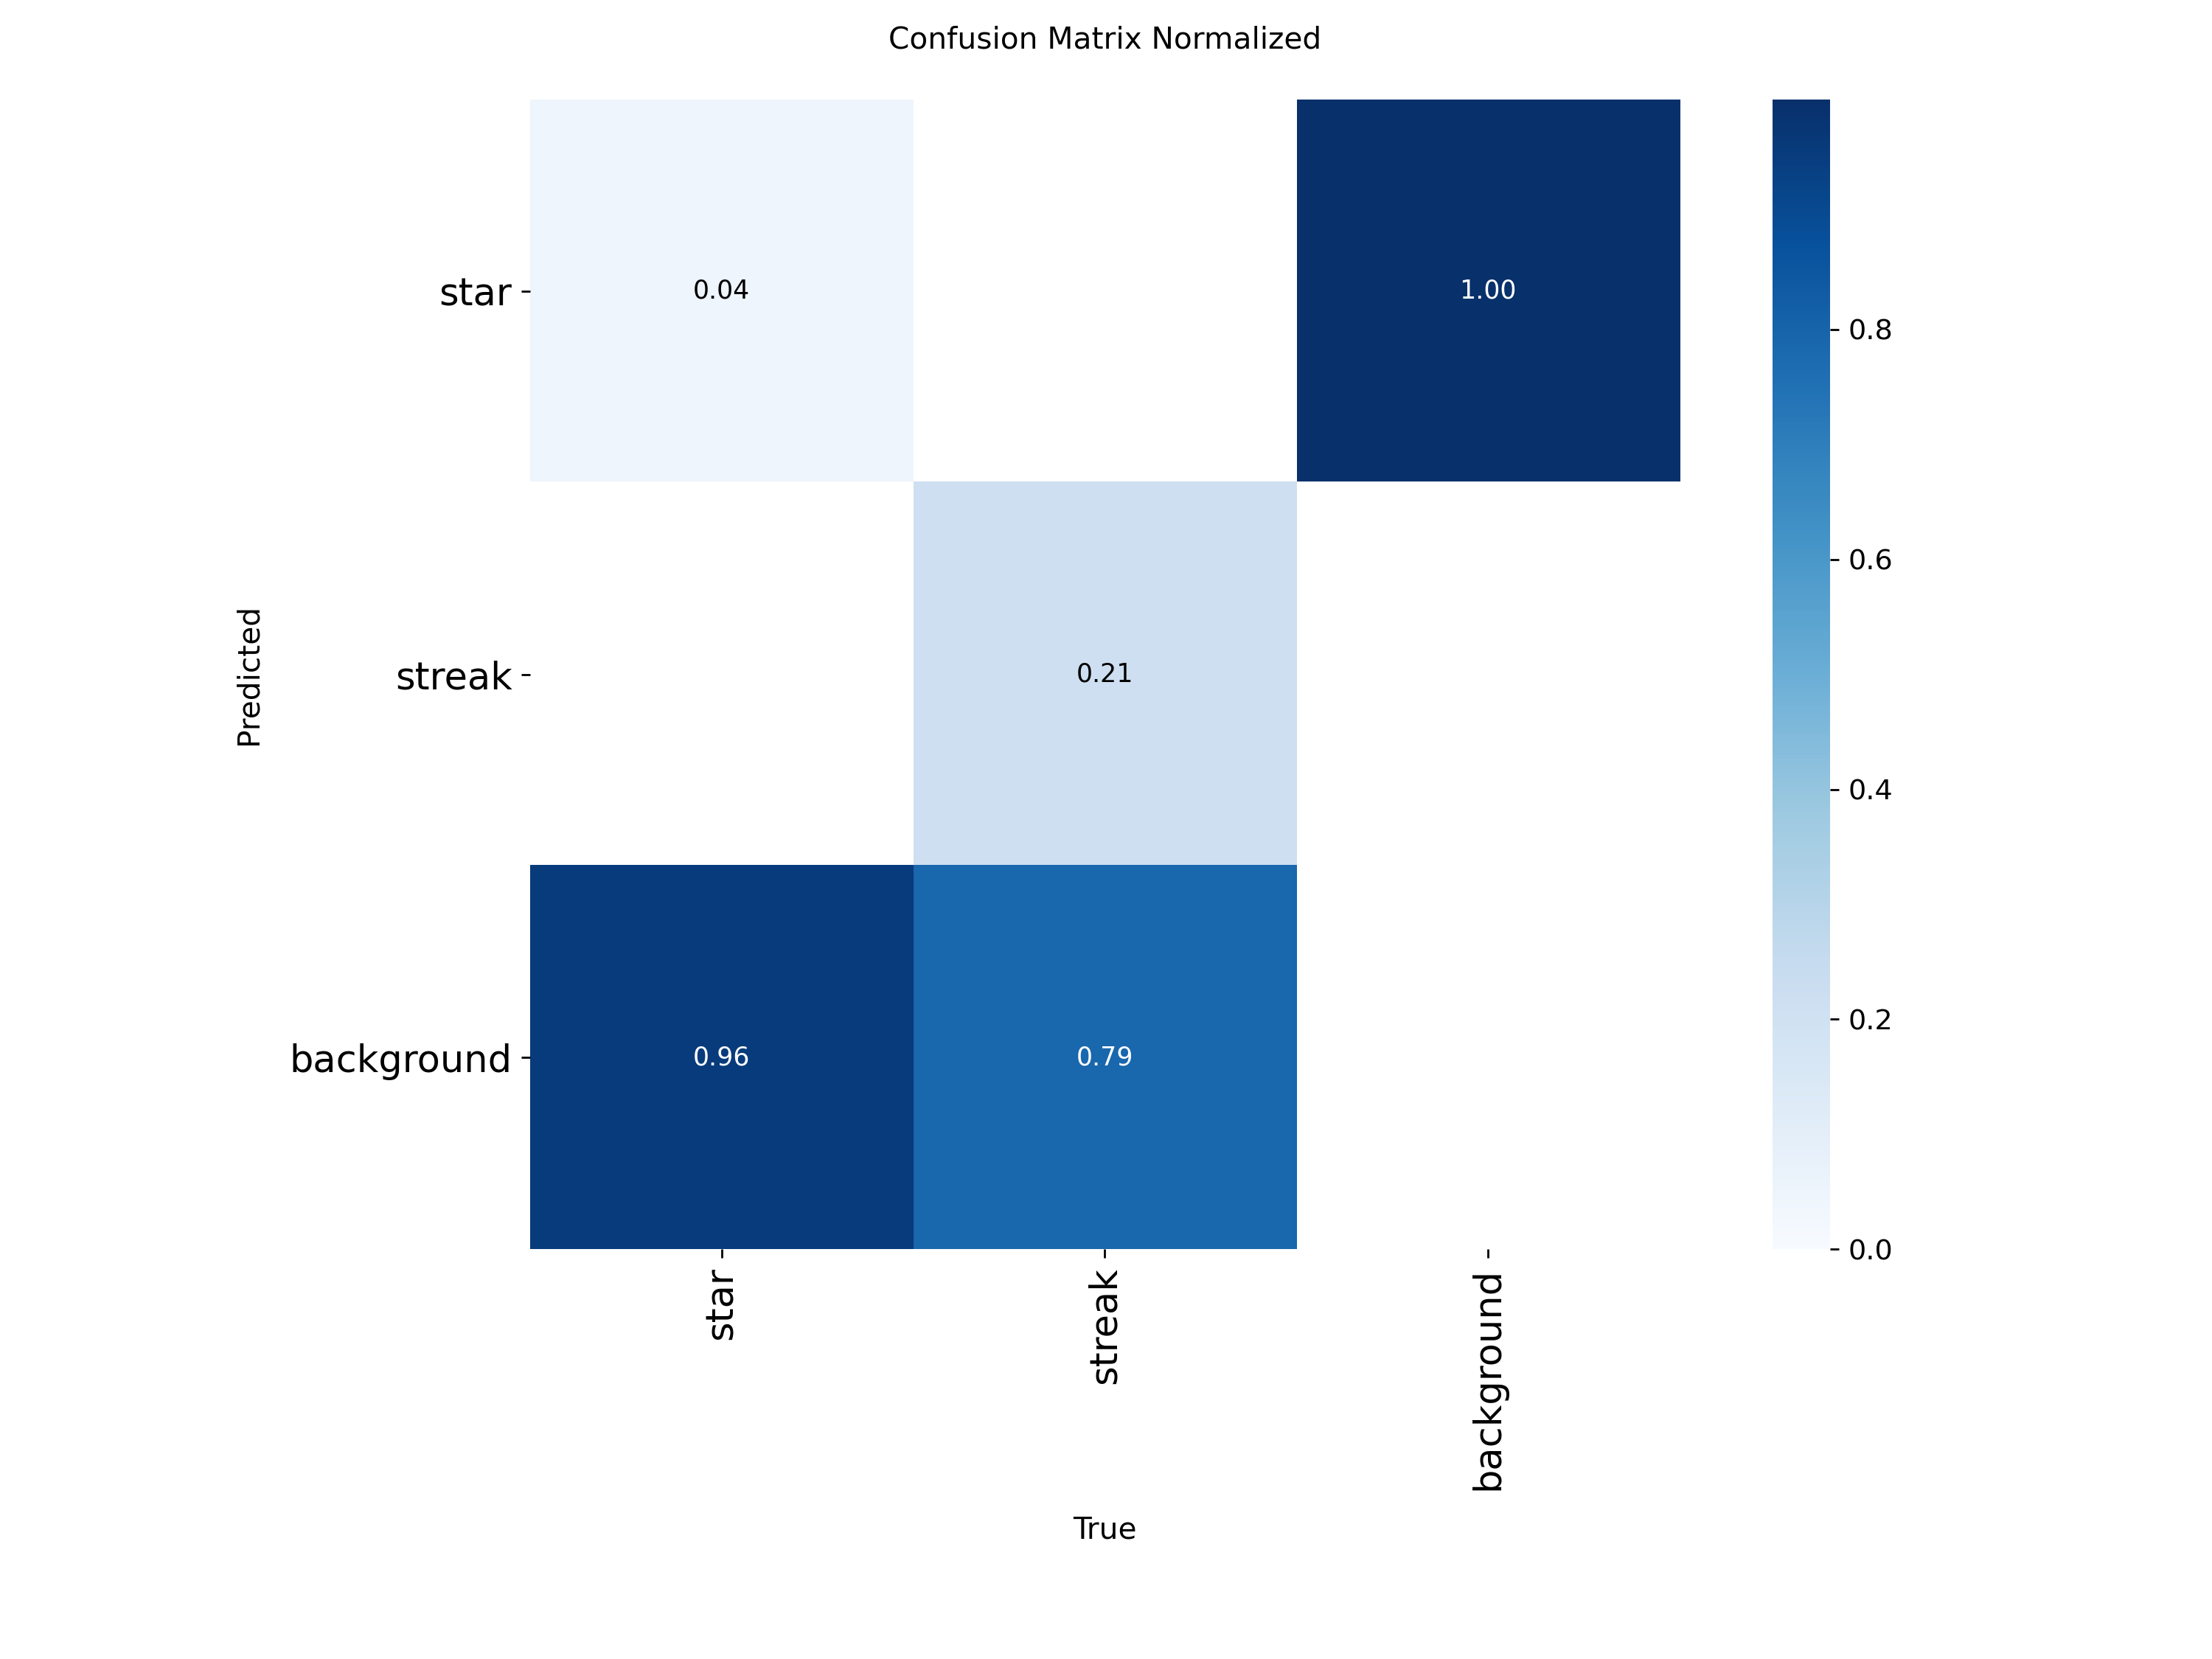 Confusion Matrix Normalized
star
0.04
1.00
streak
0.21
background
0.96
0.79
Predicted
star
streak
background
True
0.8
0.6
0.4
0.2
0.0